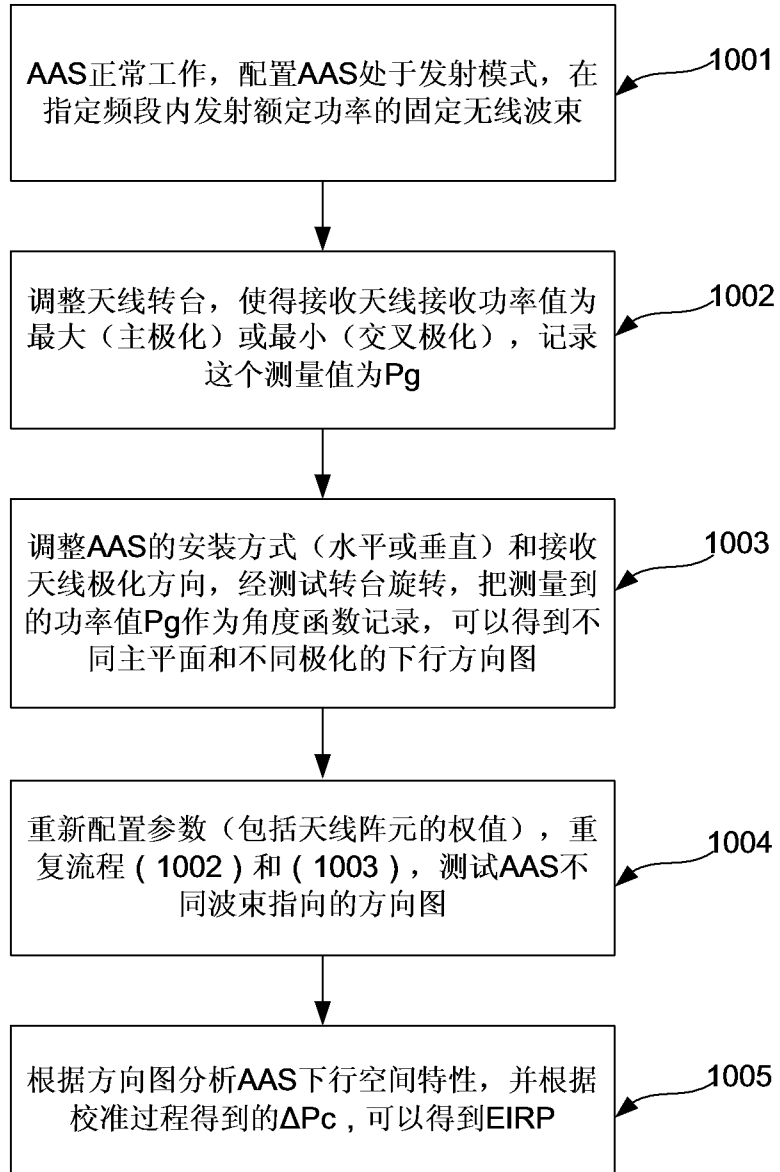 AAS正常工作，配置AAS处于发射模式，在
指定频段内发射额定功率的固定无线波束
1001
调整天线转台，使得接收天线接收功率值为
最大（主极化）或最小（交叉极化），记录
这个测量值为Pg
1002
调整AAS的安装方式（水平或垂直）和接收
天线极化方向，经测试转台旋转，把测量到
的功率值Pg作为角度函数记录，可以得到不
同主平面和不同极化的下行方向图
1003
重新配置参数（包括天线阵元的权值），重
复流程（1002）和（1003），测试AAS不
同波束指向的方向图
1004
根据方向图分析AAS下行空间特性，并根据
校准过程得到的ΔPc，可以得到EIRP
1005